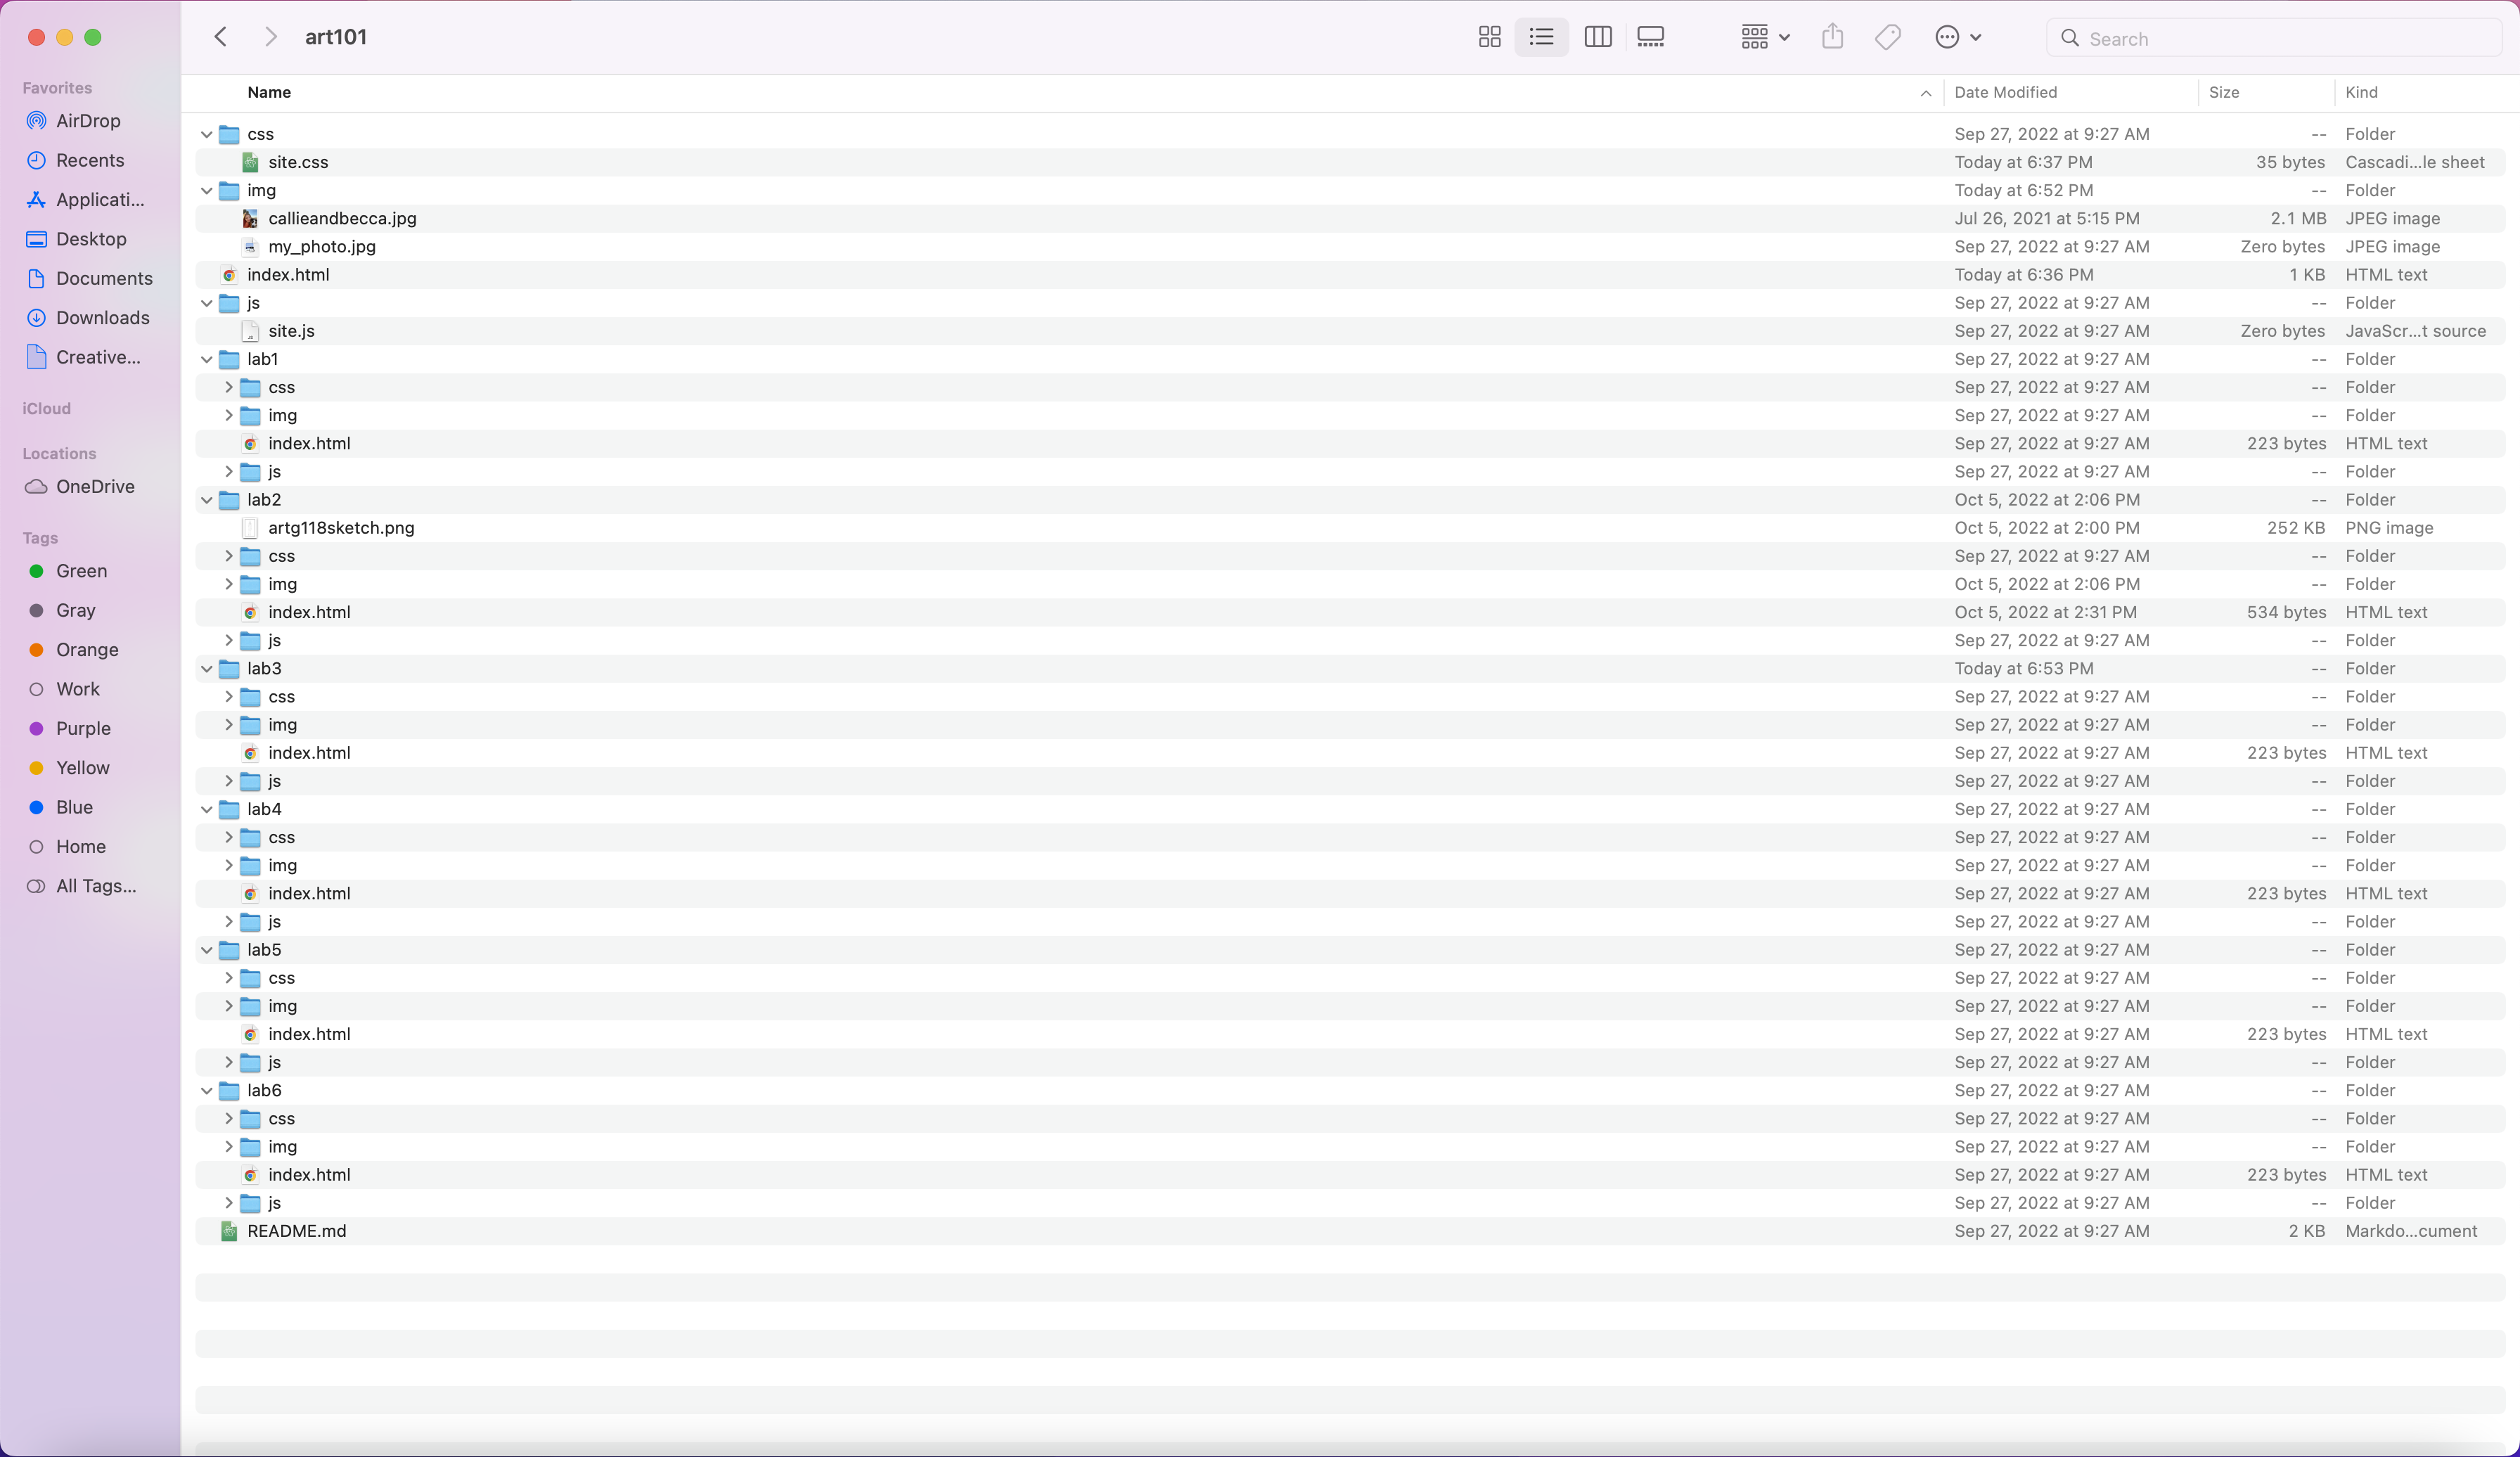 art101
Search
Favorites
AirDrop
Recents
Applicati...
Desktop
Documents
Downloads
Creative...
iCloud
Locations
OneDrive
Tags
Green
Gray
Orange
Work
Purple
Yellow
Blue
Home
All Tags...
Name Date Modified Size Kind
css Sep 27, 2022 at 9:27 AM -- Folder
site.css Today at 6:37 PM 35 bytes Cascadi...le sheet
img Today at 6:52 PM -- Folder
callieandbecca.jpg Jul 26, 2021 at 5:15 PM 2.1 MB JPEG image
my_photo.jpg Sep 27, 2022 at 9:27 AM Zero bytes JPEG image
index.html Today at 6:36 PM 1 KB HTML text
js Sep 27, 2022 at 9:27 AM -- Folder
site.js Sep 27, 2022 at 9:27 AM Zero bytes JavaScr...t source
lab1 Sep 27, 2022 at 9:27 AM -- Folder
css Sep 27, 2022 at 9:27 AM -- Folder
img Sep 27, 2022 at 9:27 AM -- Folder
index.html Sep 27, 2022 at 9:27 AM 223 bytes HTML text
js Sep 27, 2022 at 9:27 AM -- Folder
lab2 Oct 5, 2022 at 2:06 PM -- Folder
artg118sketch.png Oct 5, 2022 at 2:00 PM 252 KB PNG image
css Sep 27, 2022 at 9:27 AM -- Folder
img Oct 5, 2022 at 2:06 PM -- Folder
index.html Oct 5, 2022 at 2:31 PM 534 bytes HTML text
js Sep 27, 2022 at 9:27 AM -- Folder
lab3 Today at 6:53 PM -- Folder
css Sep 27, 2022 at 9:27 AM -- Folder
img Sep 27, 2022 at 9:27 AM -- Folder
index.html Sep 27, 2022 at 9:27 AM 223 bytes HTML text
js Sep 27, 2022 at 9:27 AM -- Folder
lab4 Sep 27, 2022 at 9:27 AM -- Folder
css Sep 27, 2022 at 9:27 AM -- Folder
img Sep 27, 2022 at 9:27 AM -- Folder
index.html Sep 27, 2022 at 9:27 AM 223 bytes HTML text
js Sep 27, 2022 at 9:27 AM -- Folder
lab5 Sep 27, 2022 at 9:27 AM -- Folder
css Sep 27, 2022 at 9:27 AM -- Folder
img Sep 27, 2022 at 9:27 AM -- Folder
index.html Sep 27, 2022 at 9:27 AM 223 bytes HTML text
js Sep 27, 2022 at 9:27 AM -- Folder
lab6 Sep 27, 2022 at 9:27 AM -- Folder
css Sep 27, 2022 at 9:27 AM -- Folder
img Sep 27, 2022 at 9:27 AM -- Folder
index.html Sep 27, 2022 at 9:27 AM 223 bytes HTML text
js Sep 27, 2022 at 9:27 AM -- Folder
README.md Sep 27, 2022 at 9:27 AM 2 KB Markdo...cument